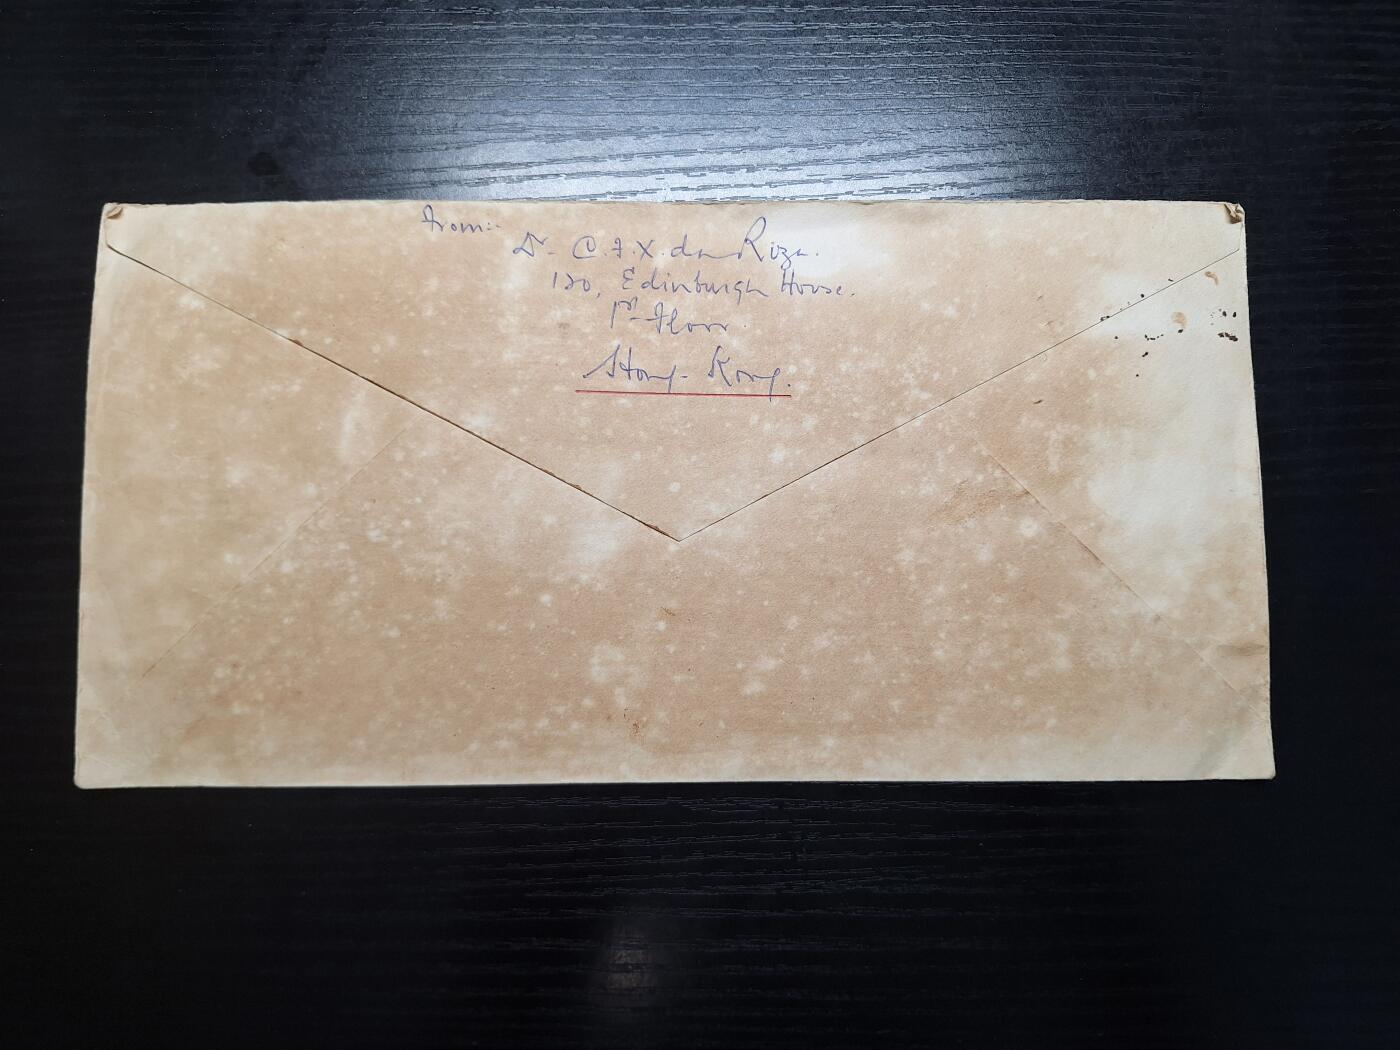 from:-
Dr. C. F. X. da Roza.
120, Edinburgh House.
1st Floor
Hong Kong.